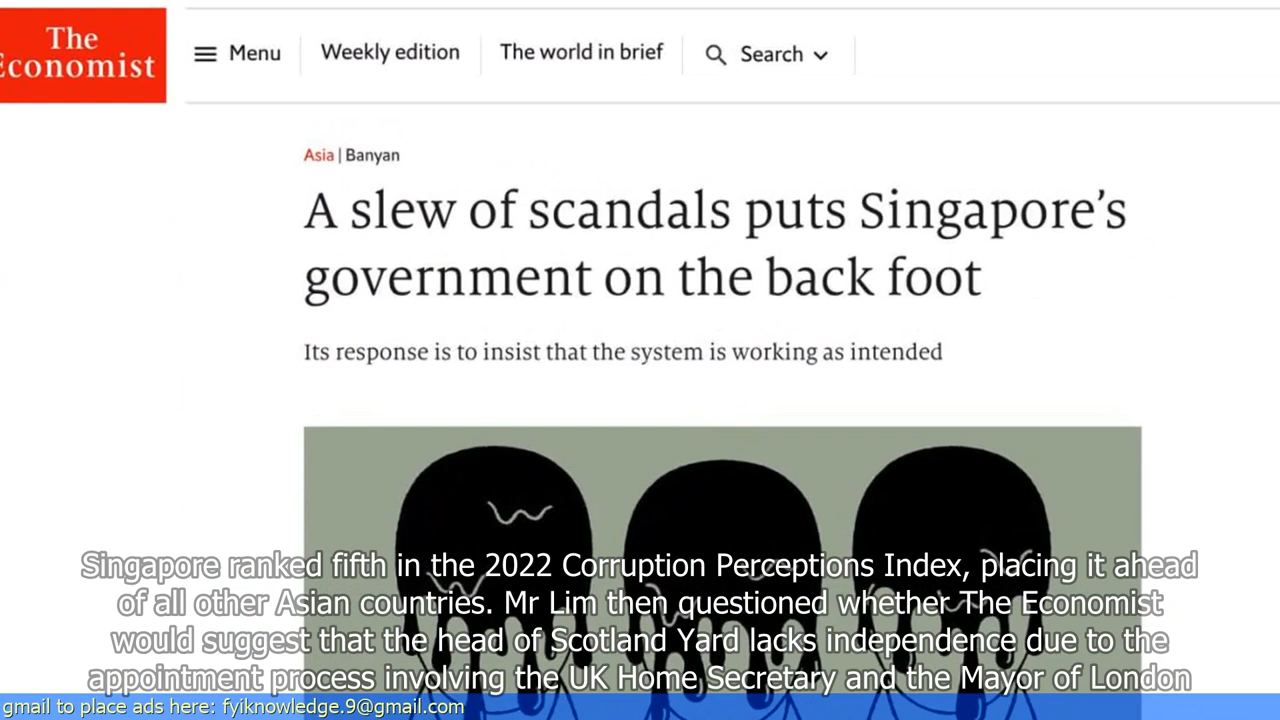 The
Economist
Menu
Weekly edition
The world in brief
Search
Asia | Banyan
A slew of scandals puts Singapore's
government on the back foot
Its response is to insist that the system is working as intended
Singapore ranked fifth in the 2022 Corruption Perceptions Index, placing it ahead
of all other Asian countries. Mr Lim then questioned whether The Economist
would suggest that the head of Scotland Yard lacks independence due to the
appointment process involving the UK Home Secretary and the Mayor of London
gmail to place ads here: fyiknowledge.9@gmail.com